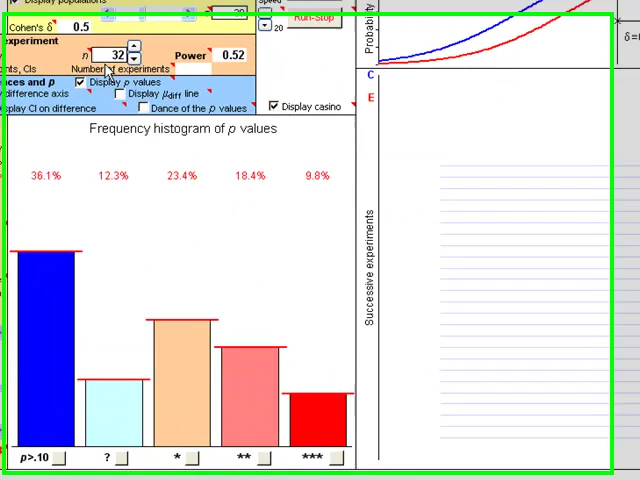 Display populations
Cohen's δ 0.5
experiment
n 32 Power 0.52
nts, CIs Number of experiments
nces and p Display p values
difference axis Display μdiff line
splay CI on difference Dance of the p values
speed
20
Run-Stop
Display casino
Frequency histogram of p values
36.1% 12.3% 23.4% 18.4% 9.8%
p>.10 ? * ** ***
Probability
C
E
Successive experiments